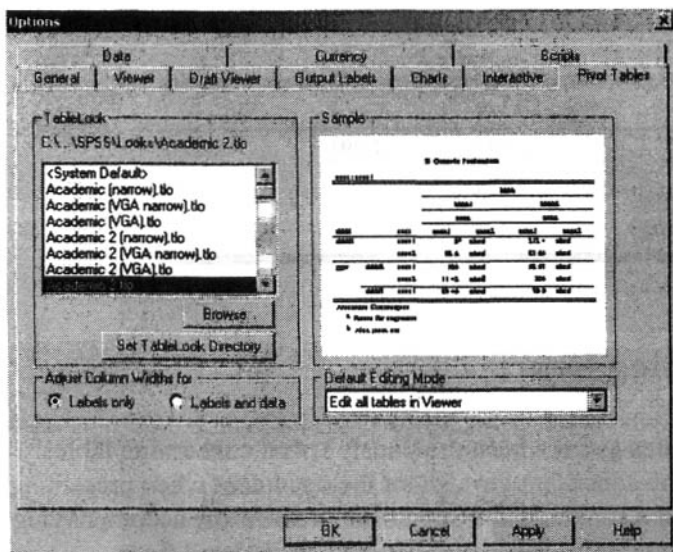 Options
Data Currency Scripts
General Viewer Draft Viewer Output Labels Charts Interactive Pivot Tables
TableLook
C:\...\SPSS\Looks\Academic 2.tlo
<System Default>
Academic (narrow).tlo
Academic (VGA narrow).tlo
Academic (VGA).tlo
Academic 2 (narrow).tlo
Academic 2 (VGA narrow).tlo
Academic 2 (VGA).tlo
Academic 2.tlo
Browse...
Set TableLook Directory
Adjust Column Widths for
Labels only
Labels and data
Sample
Default Editing Mode
Edit all tables in Viewer
OK Cancel Apply Help